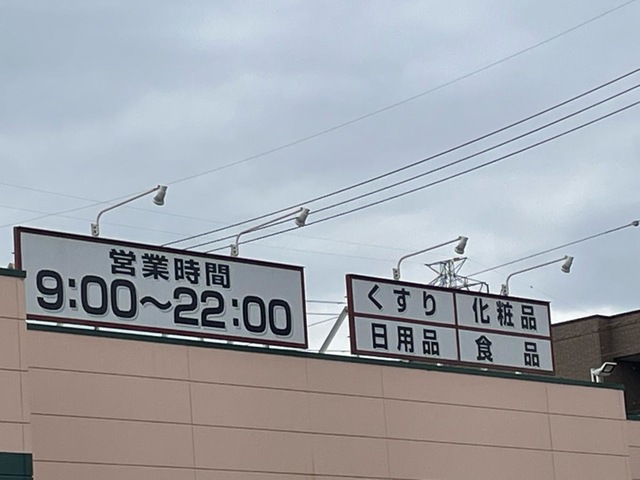 営業時間
9:00〜22:00
くすり 化粧品
日用品 食品